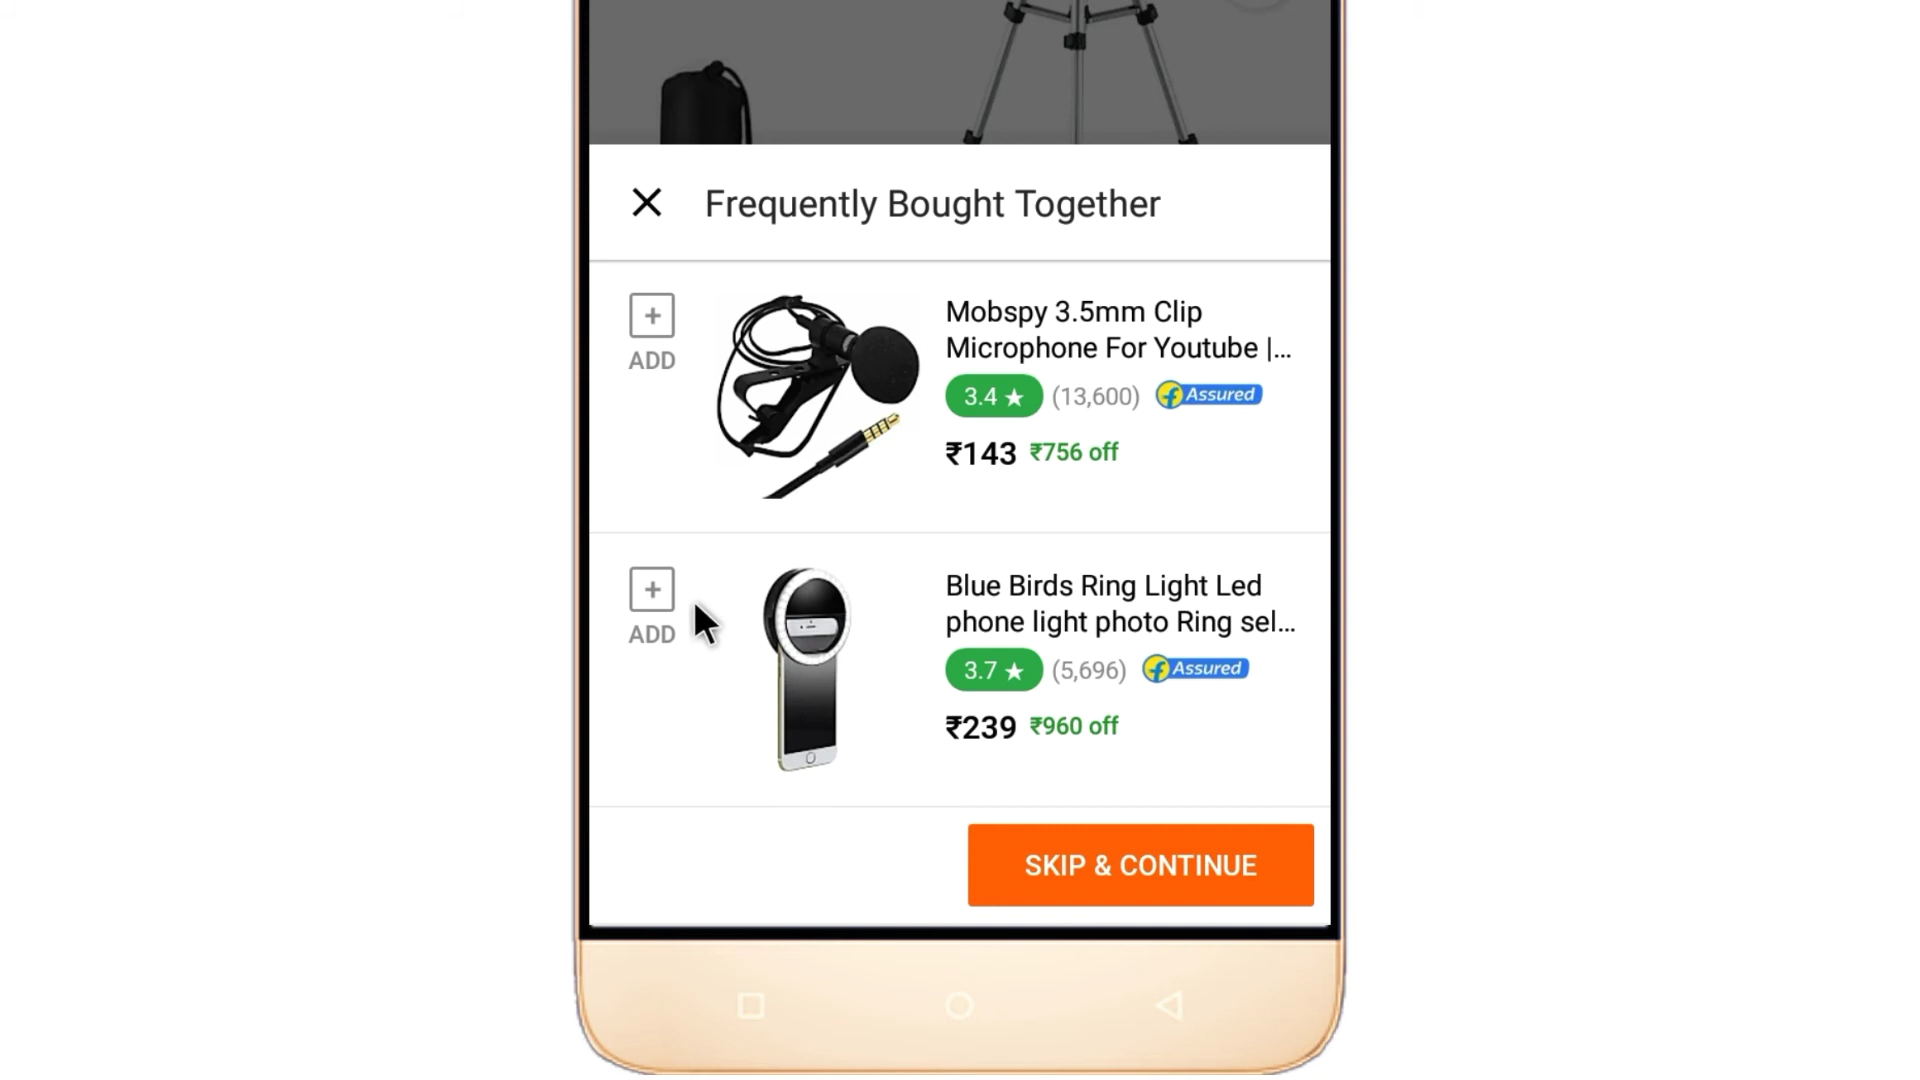 Frequently Bought Together
ADD
Mobspy 3.5mm Clip
Microphone For Youtube |...
3.4 ★ (13,600) Assured
₹143 ₹756 off
ADD
Blue Birds Ring Light Led
phone light photo Ring sel...
3.7 ★ (5,696) Assured
₹239 ₹960 off
SKIP & CONTINUE